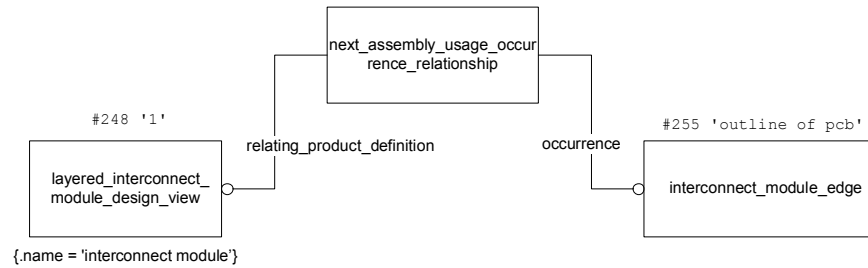 next_assembly_usage_occur
rence_relationship
#248 '1'
#255 'outline of pcb'
relating_product_definition
occurrence
layered_interconnect_
module_design_view
interconnect_module_edge
{.name = 'interconnect module'}